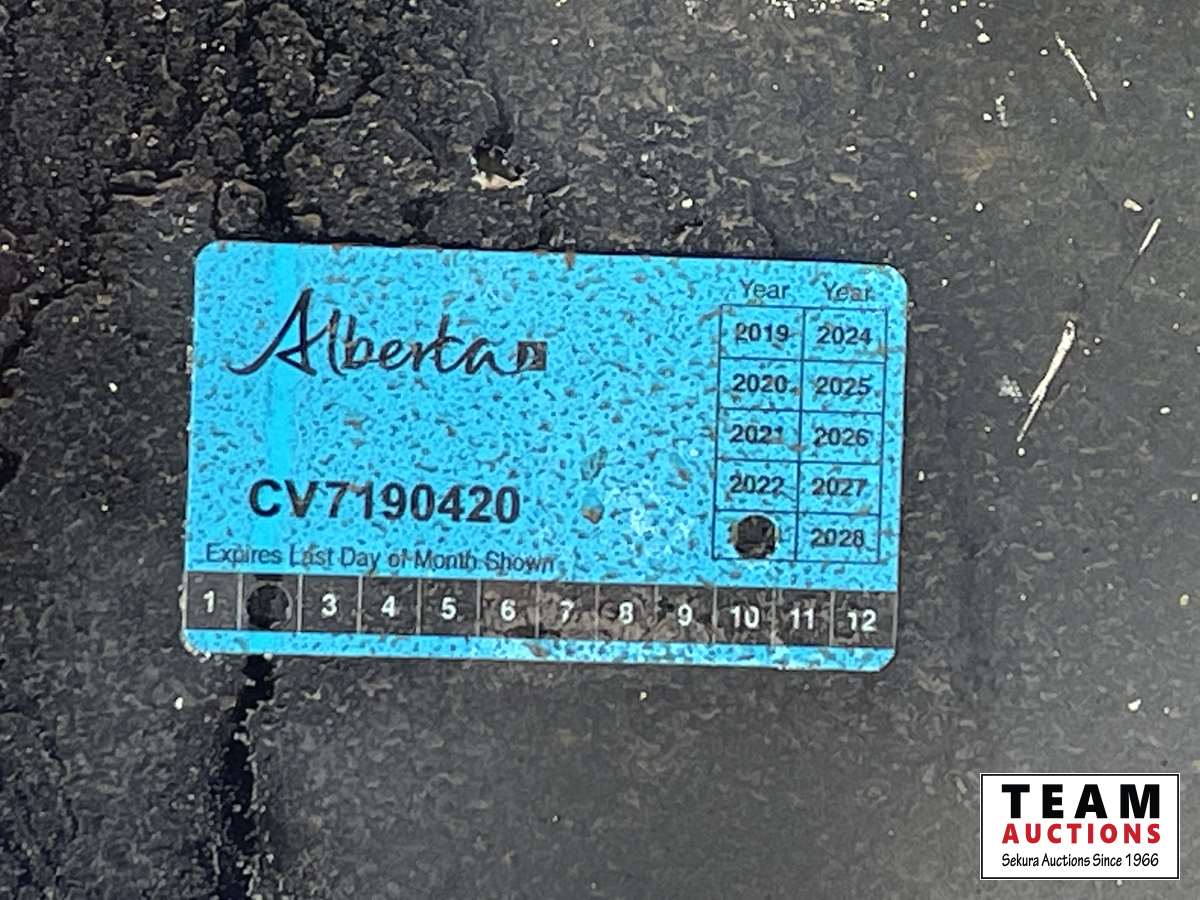 Alberta
Year Year
2019 2024
2020 2025
2021 2026
2022 2027
2028
CV7190420
Expires Last Day of Month Shown
1 3 4 5 6 7 8 9 10 11 12
TEAM
AUCTIONS
Sekura Auctions Since 1966